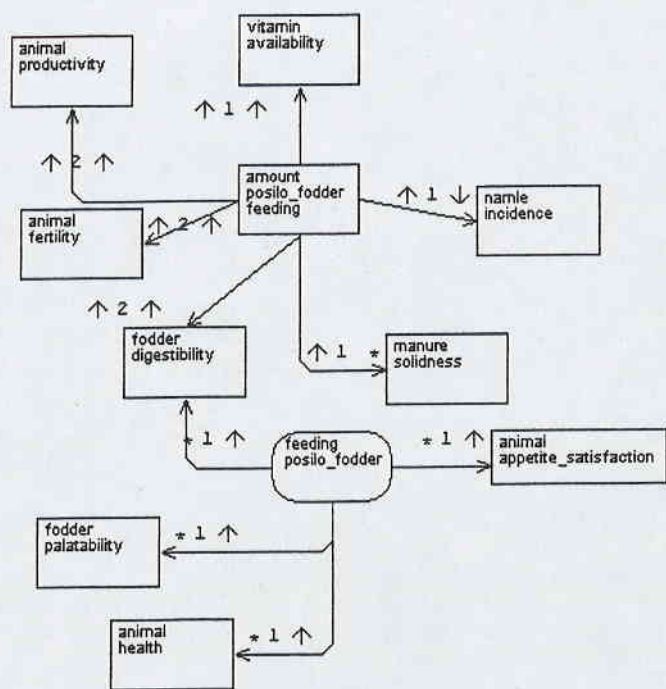 vitamin
availability
animal
productivity
↑ 1 ↑
↑ 2 ↑
amount
posilo_fodder
feeding
↑ 1 ↓
namle
incidence
animal
fertility
↑ 2 ↑
↑ 2 ↑
fodder
digestibility
↑ 1 *
manure
solidness
* 1 ↑
feeding
posilo_fodder
* 1 ↑
animal
appetite_satisfaction
fodder
palatability
* 1 ↑
animal
health
* 1 ↑